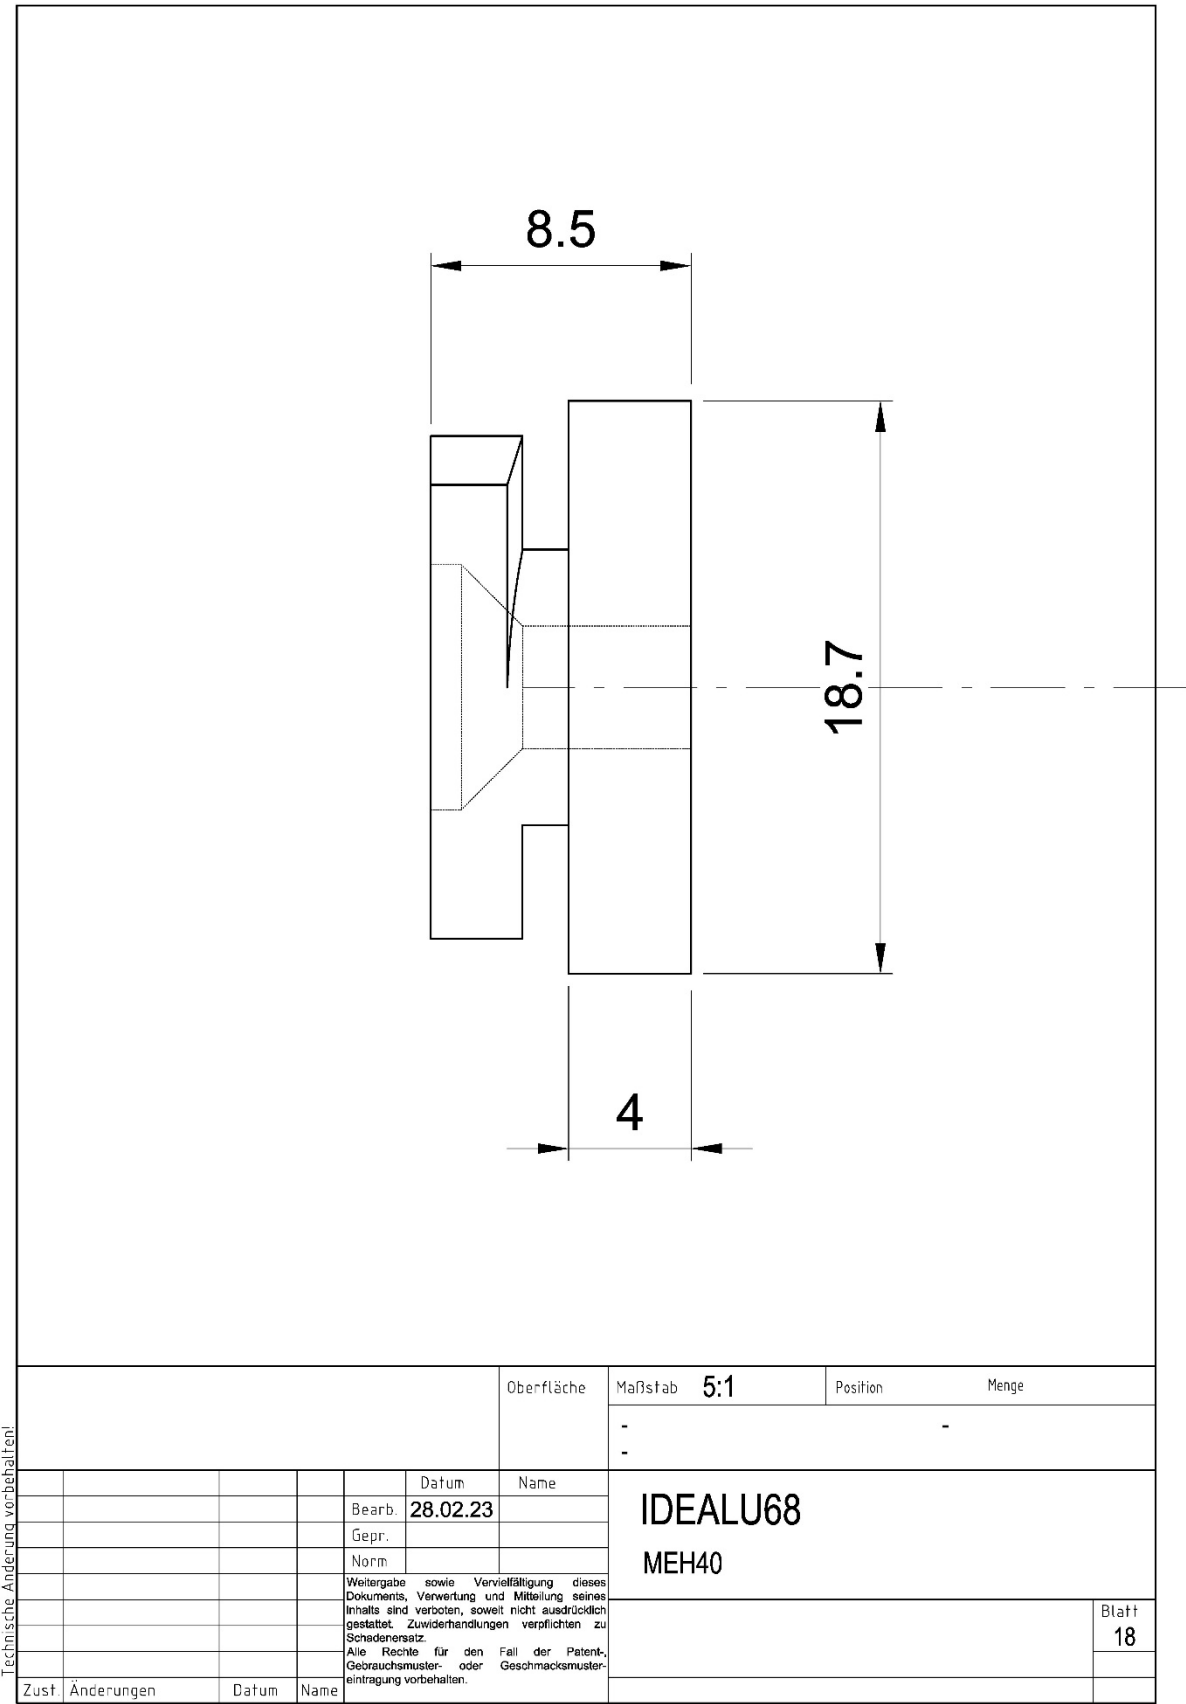 8.5
18.7
4
Oberfläche
Maßstab 5:1
Position
Menge
-
-
-
Datum
Name
Bearb. 28.02.23
Gepr.
Norm
IDEALU68
MEH40
Weitergabe sowie Vervielfältigung dieses
Dokuments, Verwertung und Mitteilung seines
Inhalts sind verboten, soweit nicht ausdrücklich
gestattet. Zuwiderhandlungen verpflichten zu
Schadenersatz.
Alle Rechte für den Fall der Patent-,
Gebrauchsmuster- oder Geschmacksmuster-
eintragung vorbehalten.
Blatt
18
Zust. Änderungen Datum Name
Technische Änderung vorbehalten!